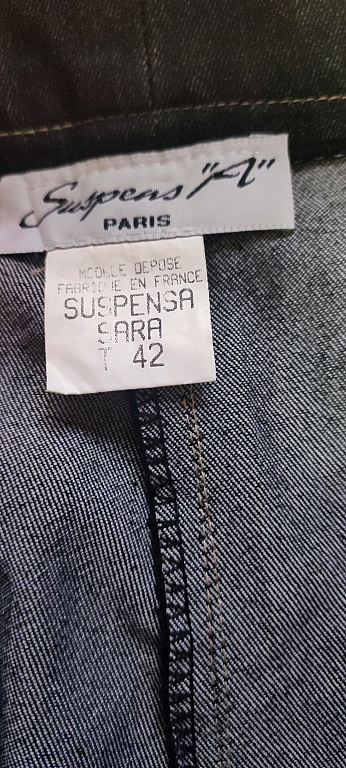 Suspens "A"
PARIS
MODELE DEPOSE
FABRIQUE EN FRANCE
SUSPENSA
SARA
T 42